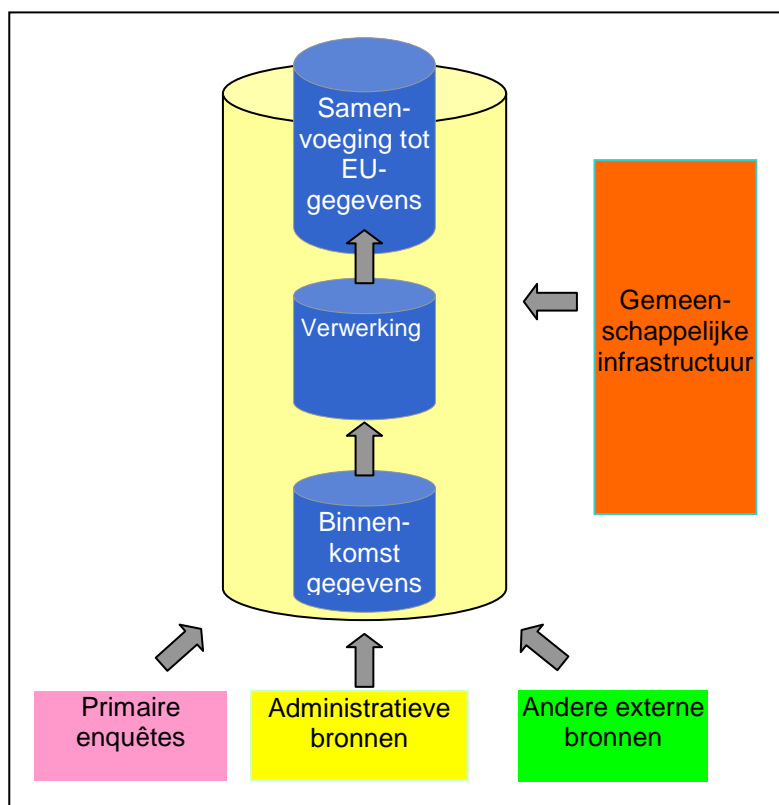 Samen-
voeging tot
EU-
gegevens
Verwerking
Gemeen-
schappelijke
infrastructuur
Binnen-
komst
gegevens
Primaire
enquêtes
Administratieve
bronnen
Andere externe
bronnen